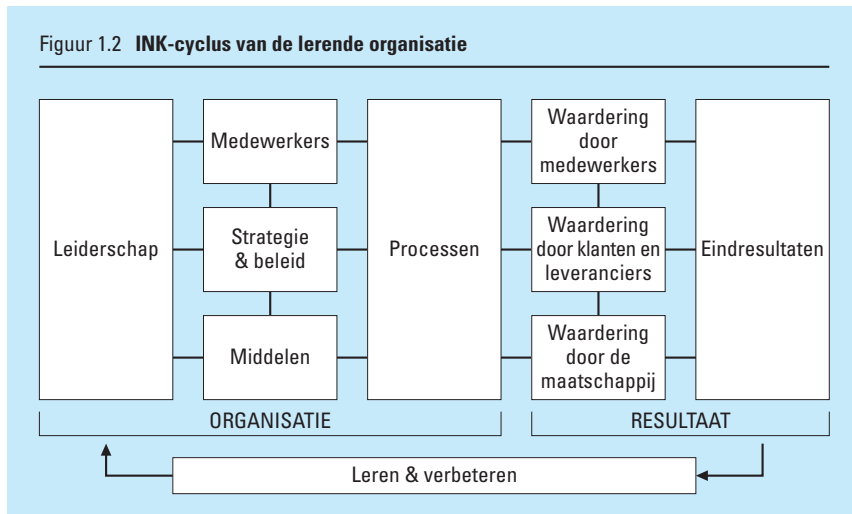 Figuur 1.2 INK-cyclus van de lerende organisatie
Leiderschap
Medewerkers
Strategie
& beleid
Middelen
Processen
Waardering
door
medewerkers
Waardering
door klanten en
leveranciers
Waardering
door de
maatschappij
Eindresultaten
ORGANISATIE
RESULTAAT
Leren & verbeteren